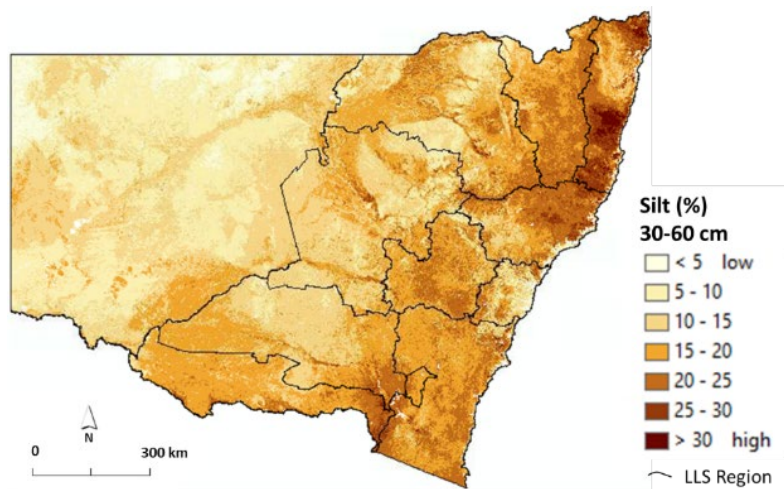 Silt (%)
30-60 cm
< 5 low
5 - 10
10 - 15
15 - 20
20 - 25
25 - 30
> 30 high
LLS Region
N
0 300 km